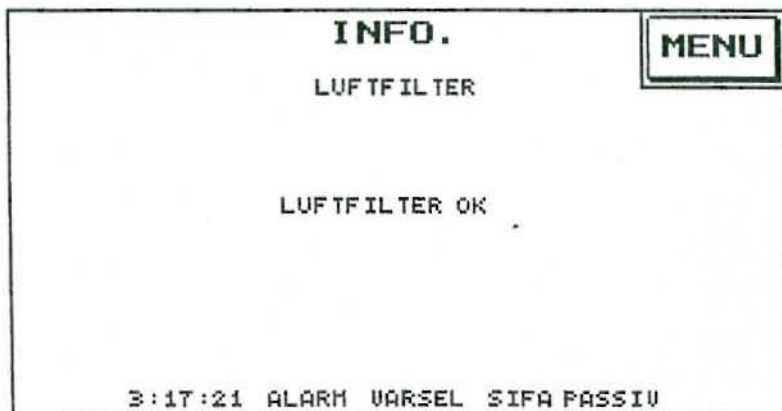 INFO.
MENU
LUFTFILTER
LUFTFILTER OK
3:17:21 ALARM VARSEL SIFA PASSIV